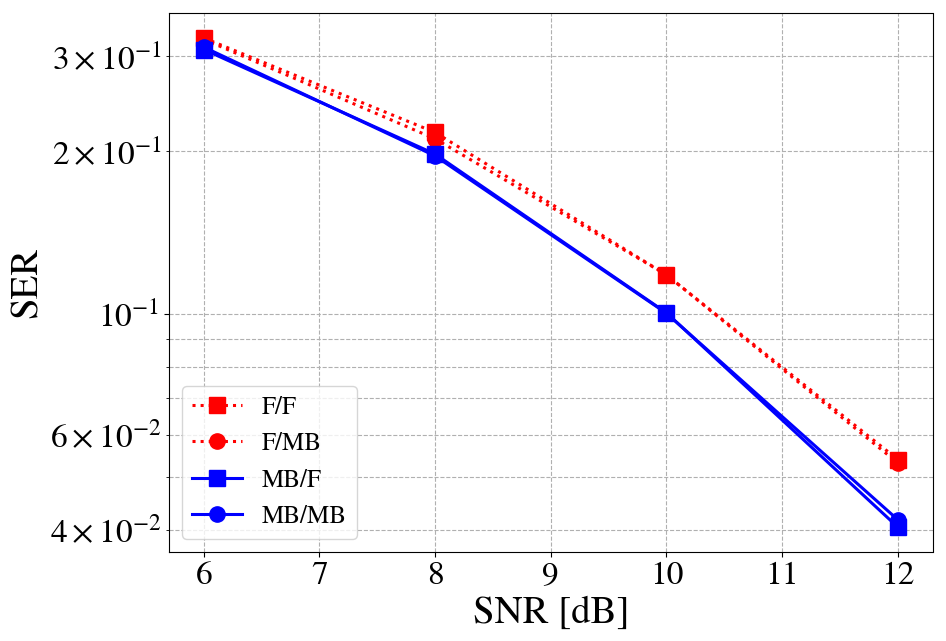 3 × 10⁻¹
2 × 10⁻¹
10⁻¹
6 × 10⁻²
4 × 10⁻²
SER
F/F
F/MB
MB/F
MB/MB
6 7 8 9 10 11 12
SNR [dB]